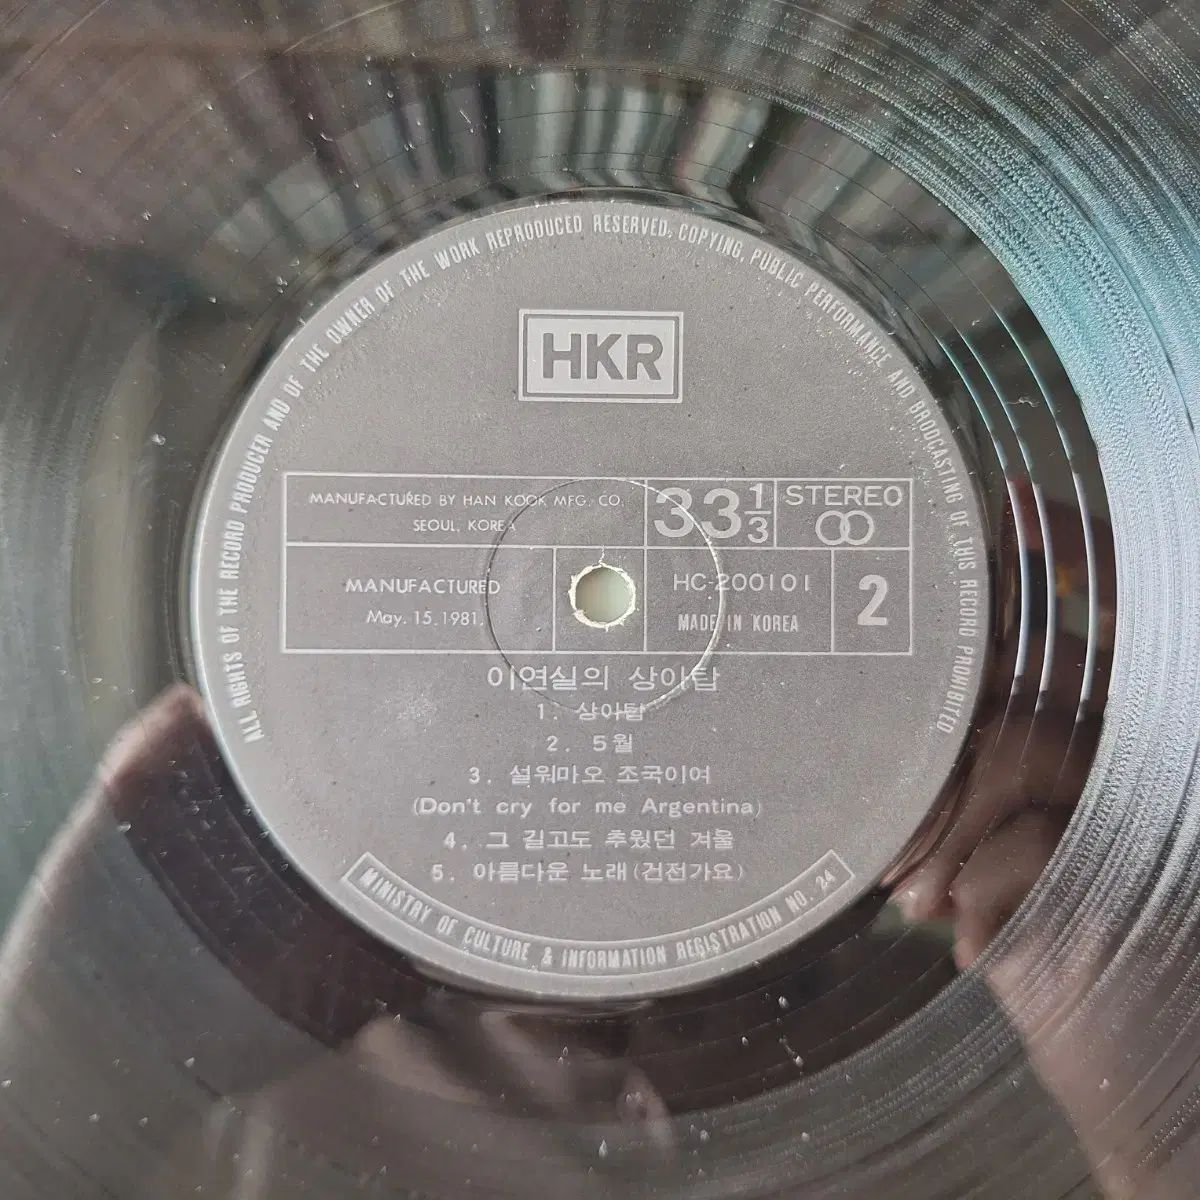 ALL RIGHTS OF THE RECORD PRODUCER AND OF THE OWNER OF THE WORK REPRODUCED RESERVED, COPYING, PUBLIC PERFORMANCE AND BRODCASTING OF THIS RECORD PROHIBITED
HKR
MANUFACTURED BY HAN KOOK MFG. CO.
SEOUL, KOREA
33 1/3
STEREO
MANUFACTURED
May. 15. 1981.
HC-200101
MADE IN KOREA
2
이연실의 상아탑
1. 상아탑
2. 5월
3. 설워마오 조국이여
(Don't cry for me Argentina)
4. 그 길고도 추웠던 겨울
5. 아름다운 노래(건전가요)
MINISTRY OF CULTURE & INFORMATION REGISTRATION NO. 24